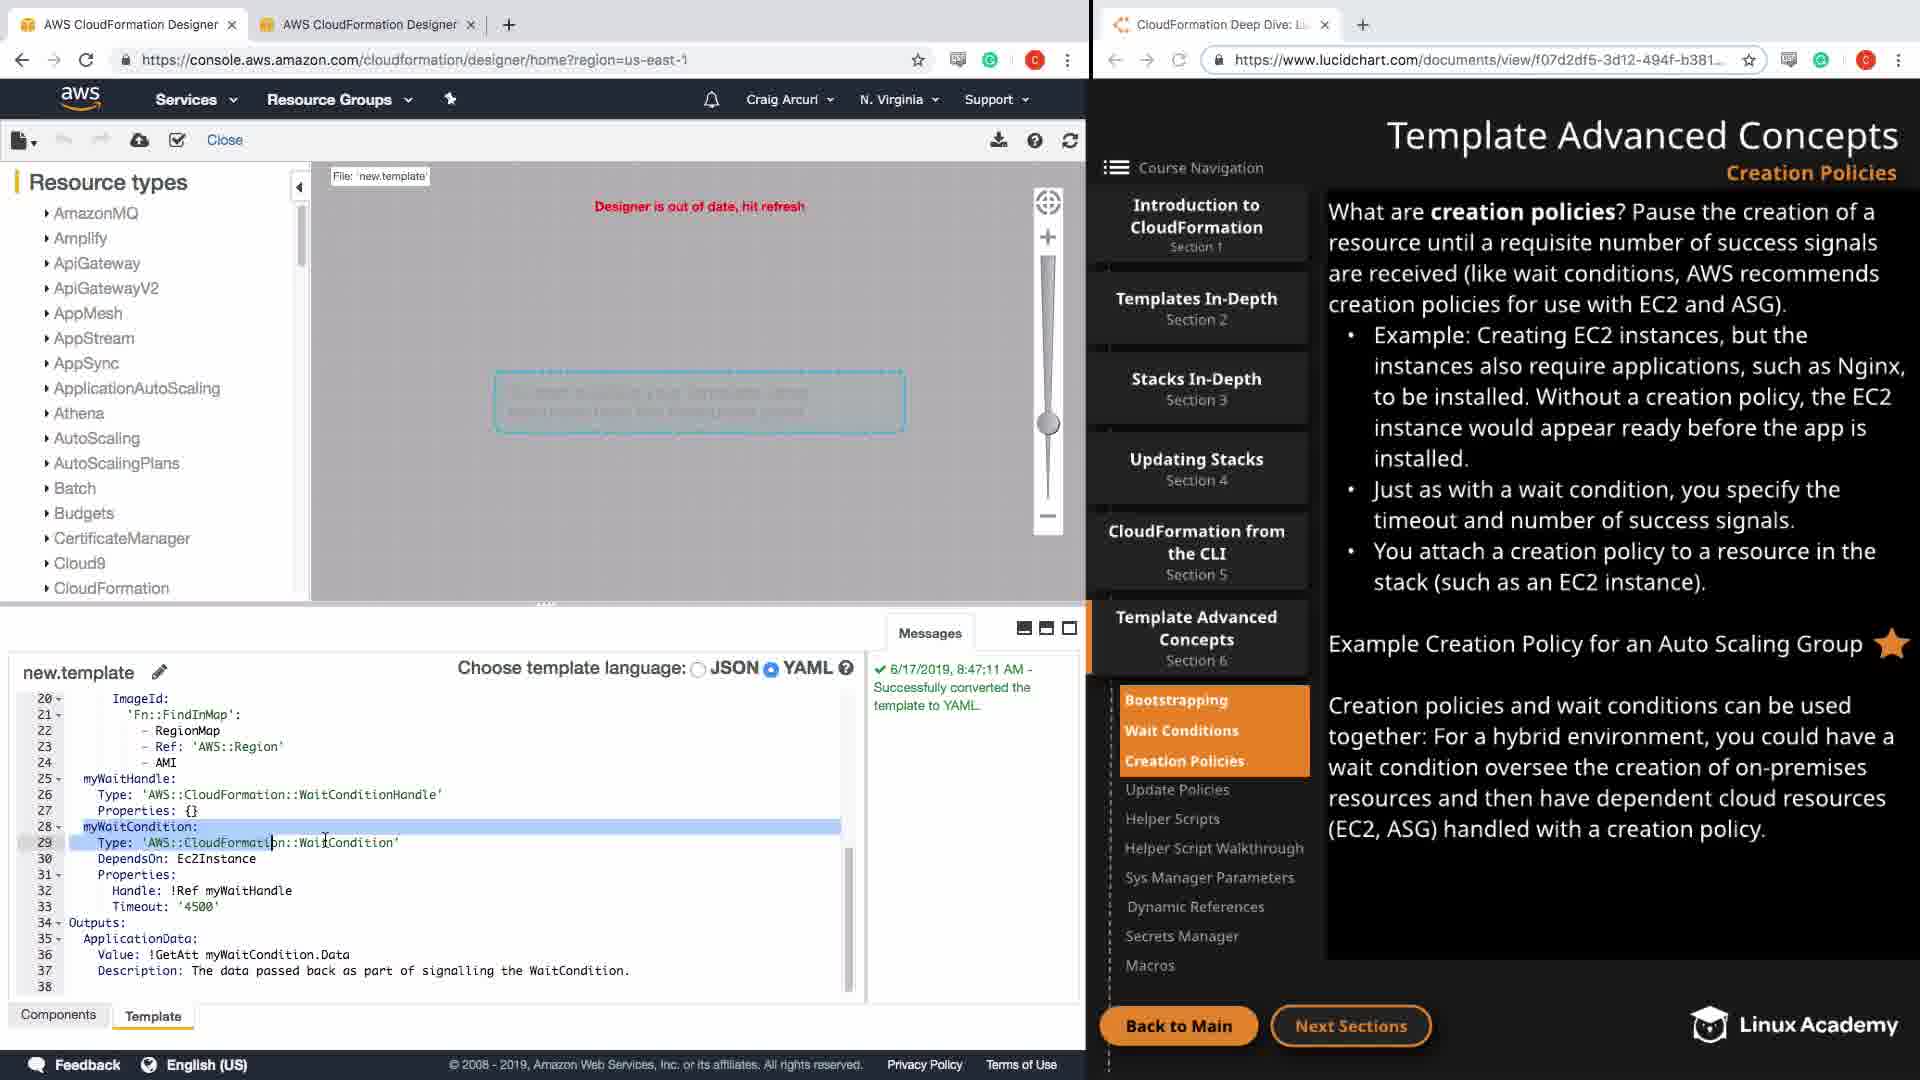 AWS CloudFormation Designer
AWS CloudFormation Designer
https://console.aws.amazon.com/cloudformation/designer/home?region=us-east-1
aws
Services
Resource Groups
Craig Arcuri
N. Virginia
Support
Close
Resource types
AmazonMQ
Amplify
ApiGateway
ApiGatewayV2
AppMesh
AppStream
AppSync
ApplicationAutoScaling
Athena
AutoScaling
AutoScalingPlans
Batch
Budgets
CertificateManager
Cloud9
CloudFormation
File: 'new.template'
Designer is out of date, hit refresh
Messages
6/17/2019, 8:47:11 AM -
Successfully converted the
template to YAML.
new.template
Choose template language: JSON YAML
20 ImageId:
21 'Fn::FindInMap':
22 - RegionMap
23 - Ref: 'AWS::Region'
24 - AMI
25 myWaitHandle:
26 Type: 'AWS::CloudFormation::WaitConditionHandle'
27 Properties: {}
28 myWaitCondition:
29 Type: 'AWS::CloudFormation::WaitCondition'
30 DependsOn: Ec2Instance
31 Properties:
32 Handle: !Ref myWaitHandle
33 Timeout: '4500'
34 Outputs:
35 ApplicationData:
36 Value: !GetAtt myWaitCondition.Data
37 Description: The data passed back as part of signalling the WaitCondition.
38
Components
Template
Feedback
English (US)
© 2008 - 2019, Amazon Web Services, Inc. or its affiliates. All rights reserved.
Privacy Policy
Terms of Use
CloudFormation Deep Dive: Li
https://www.lucidchart.com/documents/view/f07d2df5-3d12-494f-b381...
C
C
Template Advanced Concepts
Creation Policies
Course Navigation
Introduction to
CloudFormation
Section 1
Templates In-Depth
Section 2
Stacks In-Depth
Section 3
Updating Stacks
Section 4
CloudFormation from
the CLI
Section 5
Template Advanced
Concepts
Section 6
Bootstrapping
Wait Conditions
Creation Policies
Update Policies
Helper Scripts
Helper Script Walkthrough
Sys Manager Parameters
Dynamic References
Secrets Manager
Macros
What are creation policies? Pause the creation of a
resource until a requisite number of success signals
are received (like wait conditions, AWS recommends
creation policies for use with EC2 and ASG).
• Example: Creating EC2 instances, but the
instances also require applications, such as Nginx,
to be installed. Without a creation policy, the EC2
instance would appear ready before the app is
installed.
• Just as with a wait condition, you specify the
timeout and number of success signals.
• You attach a creation policy to a resource in the
stack (such as an EC2 instance).
Example Creation Policy for an Auto Scaling Group
Creation policies and wait conditions can be used
together: For a hybrid environment, you could have a
wait condition oversee the creation of on-premises
resources and then have dependent cloud resources
(EC2, ASG) handled with a creation policy.
Back to Main
Next Sections
Linux Academy